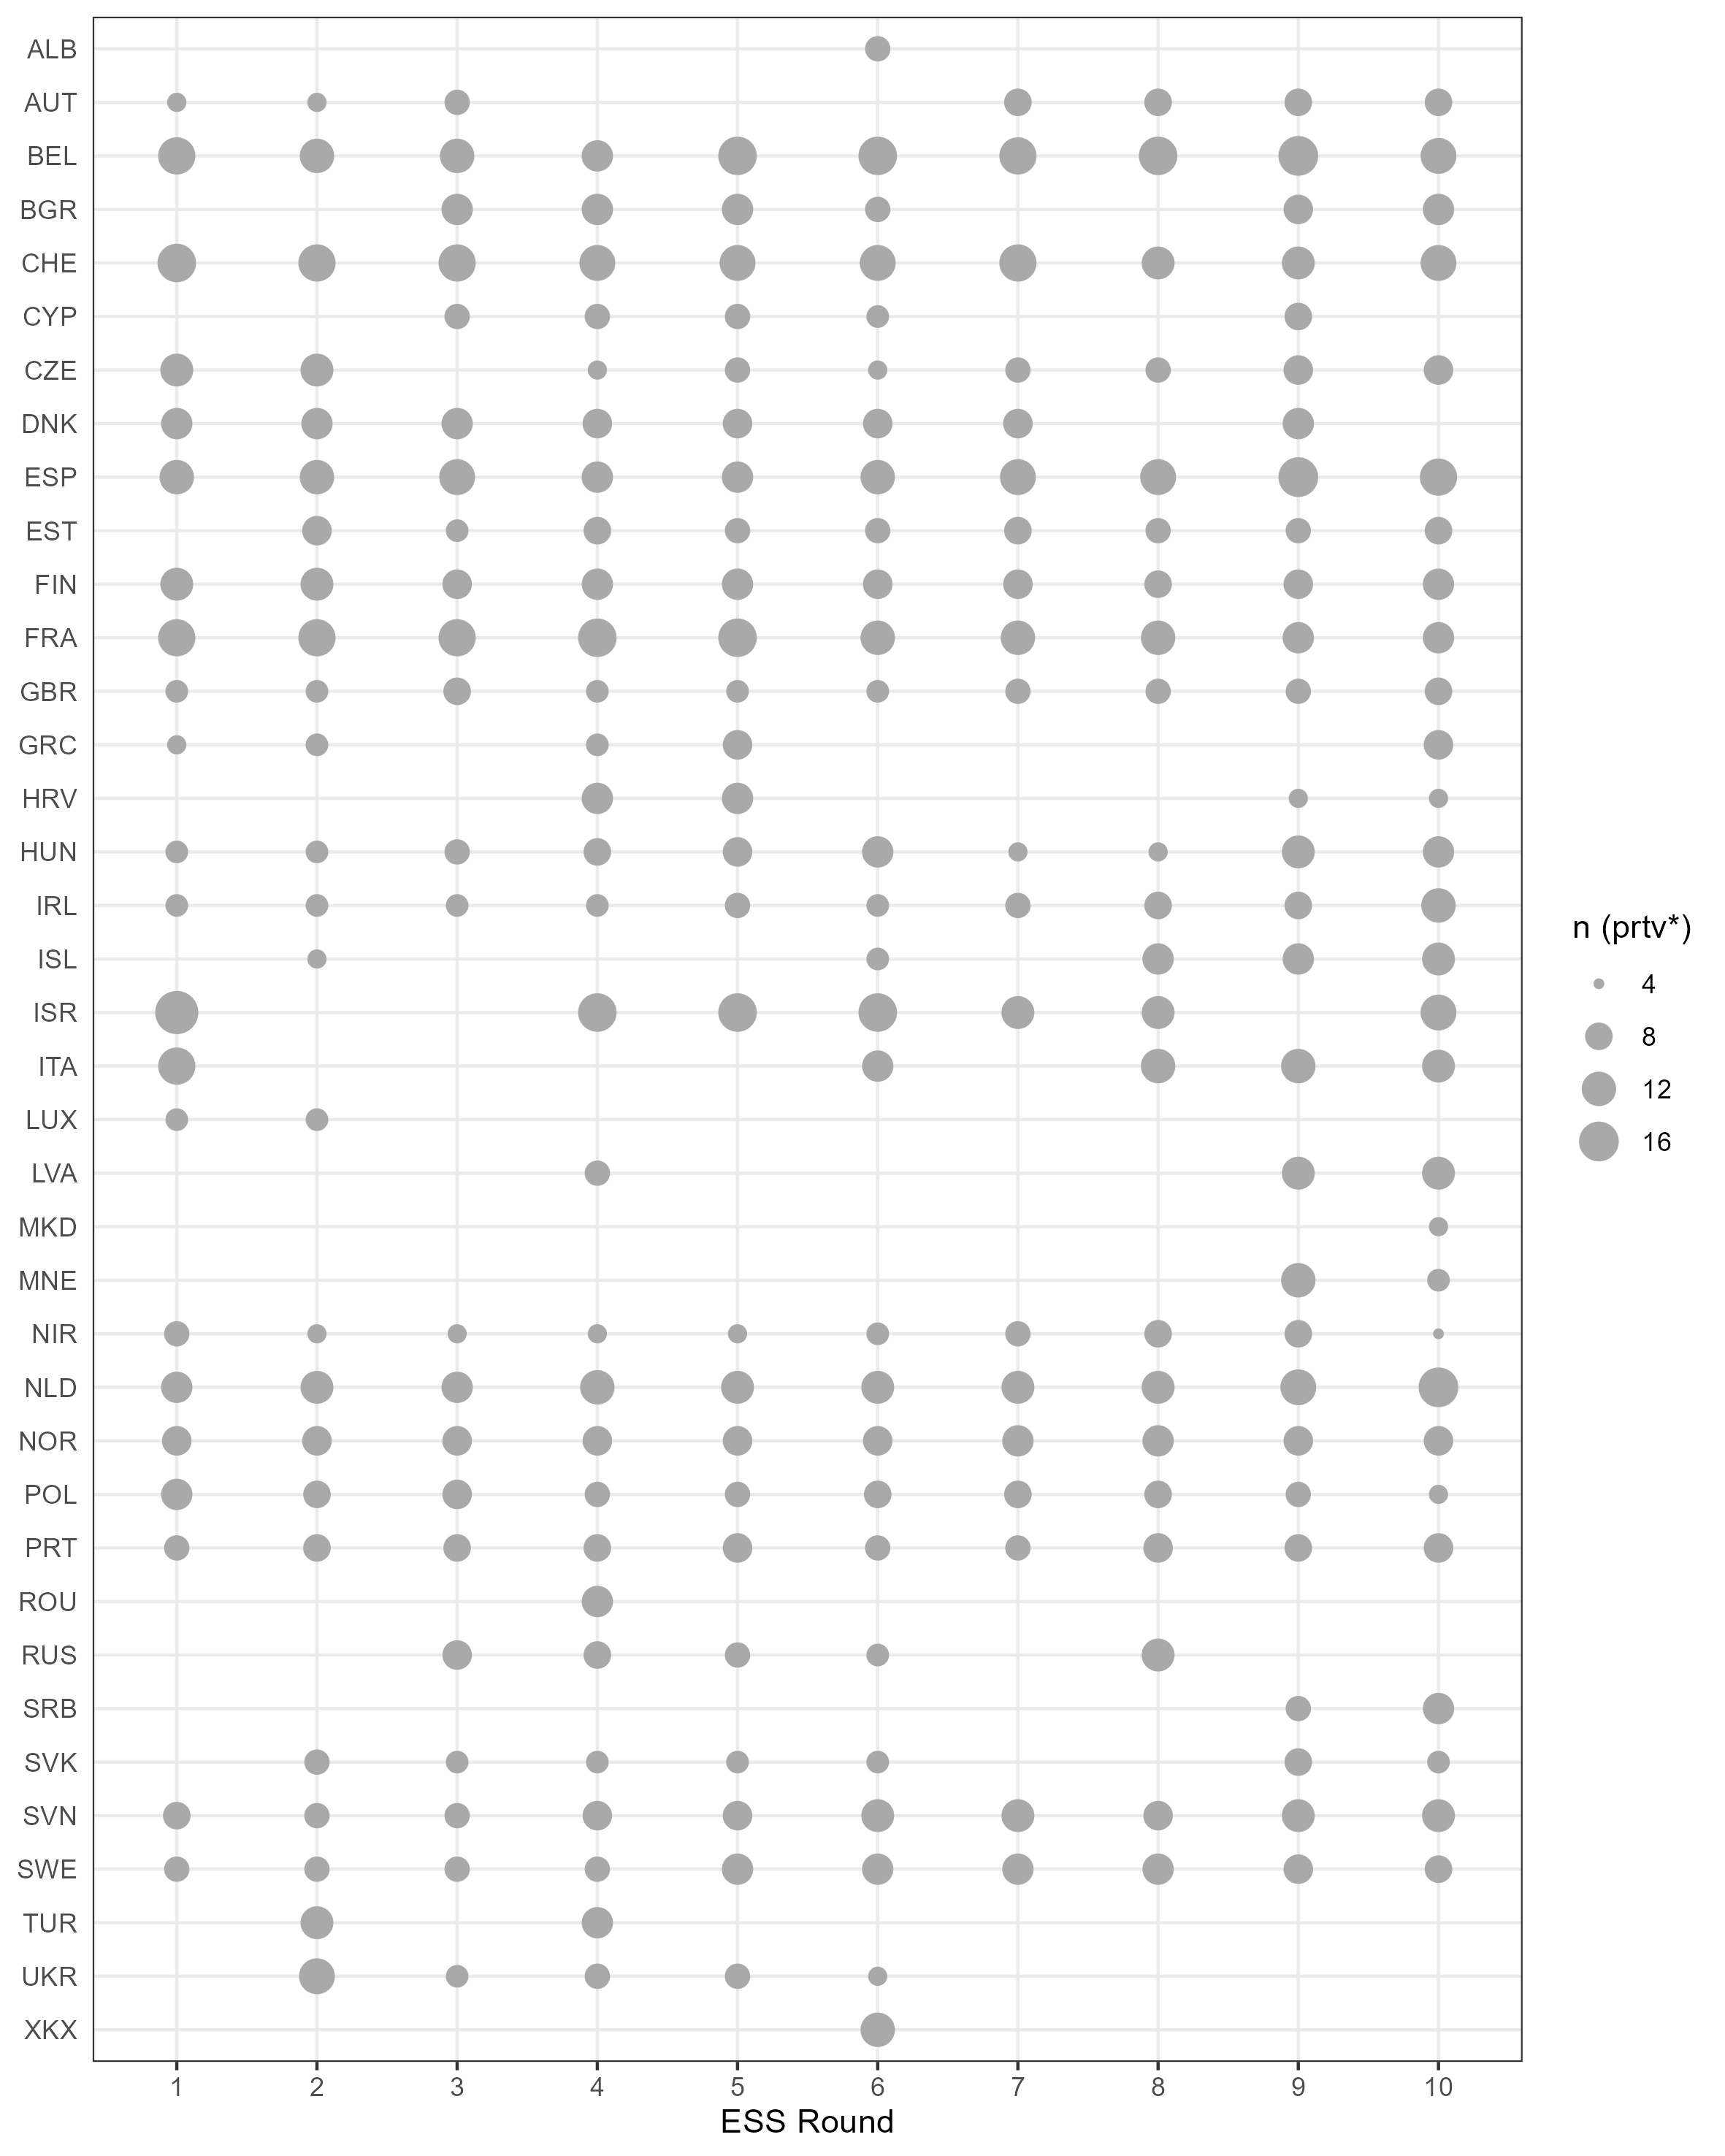 ALB
AUT
BEL
BGR
CHE
CYP
CZE
DNK
ESP
EST
FIN
FRA
GBR
GRC
HRV
HUN
IRL
ISL
ISR
ITA
LUX
LVA
MKD
MNE
NIR
NLD
NOR
POL
PRT
ROU
RUS
SRB
SVK
SVN
SWE
TUR
UKR
XKX
1 2 3 4 5 6 7 8 9 10
ESS Round
n (prtv*)
4
8
12
16